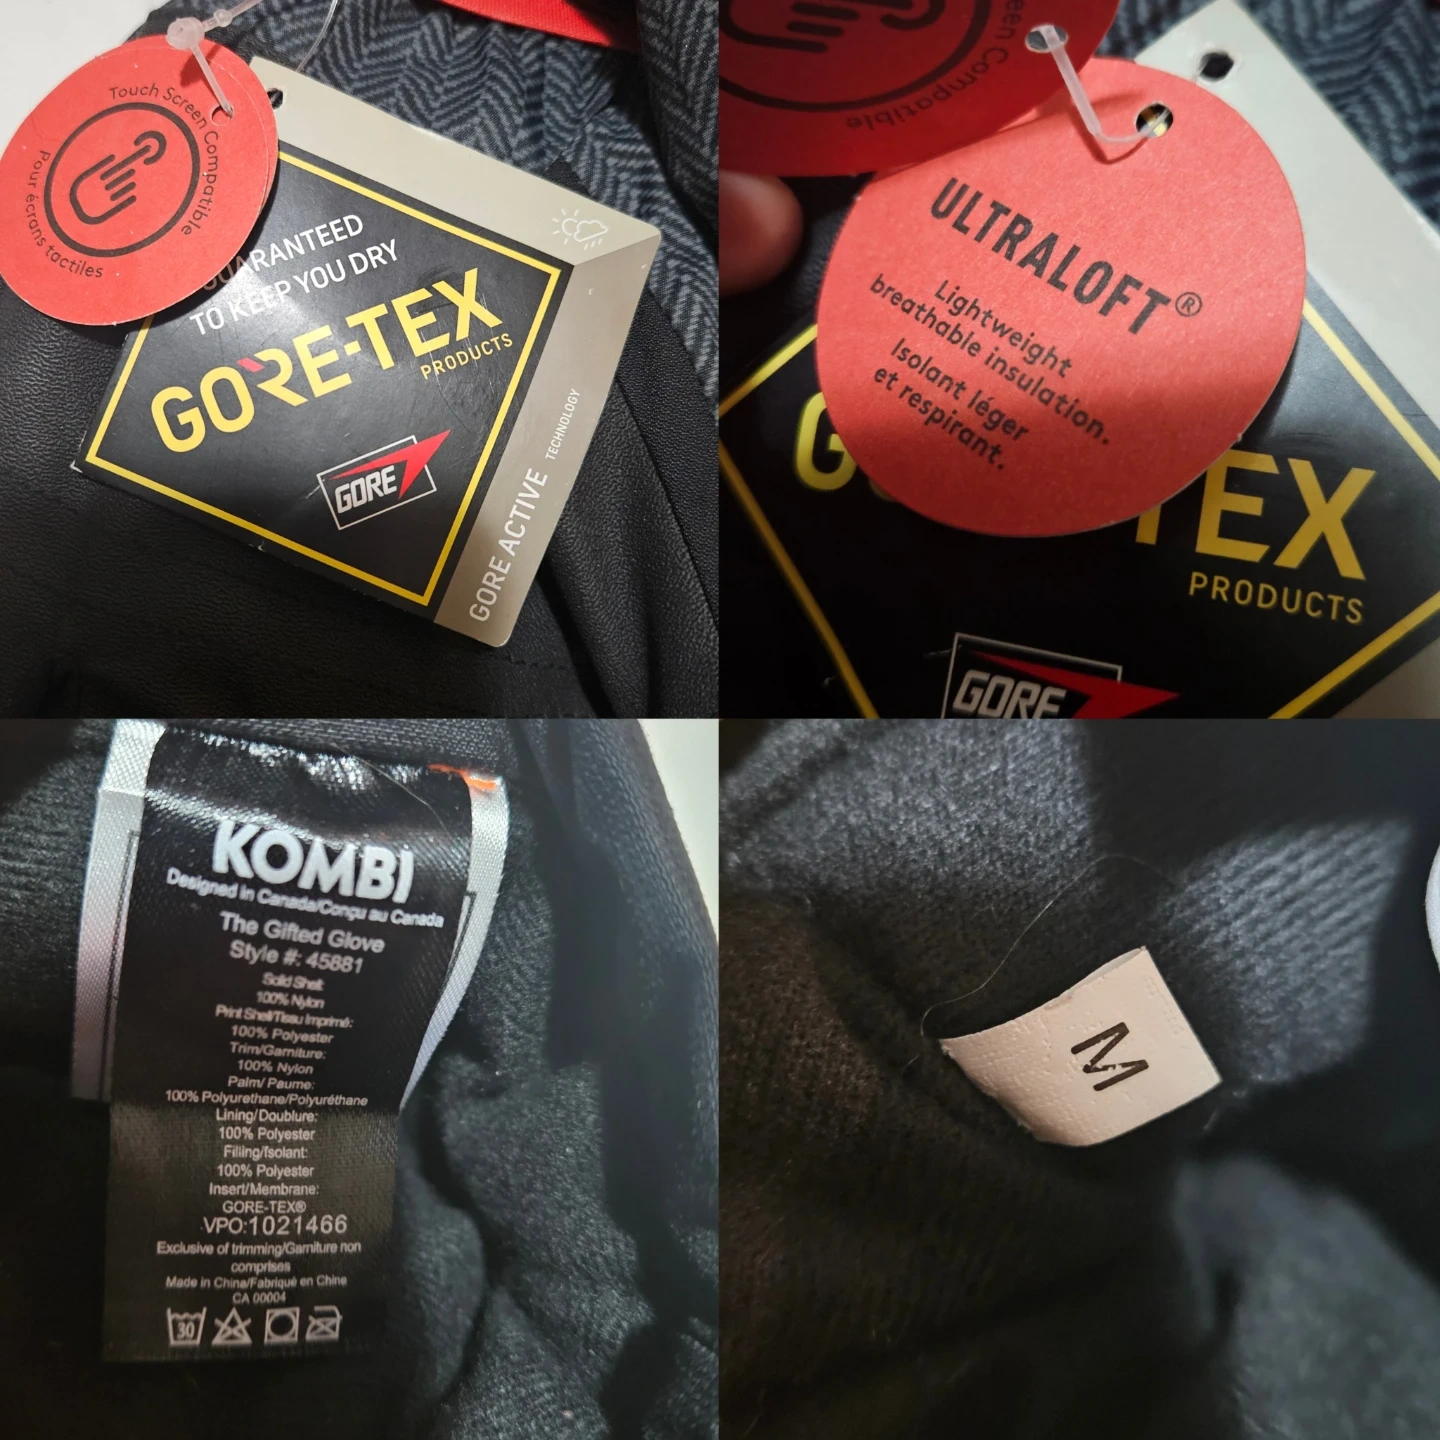 Touch Screen Compatible
Pour écrans tactiles
GUARANTEED
TO KEEP YOU DRY
GORE-TEX
PRODUCTS
GORE
GORE ACTIVE TECHNOLOGY
een Compatible
ULTRALOFT®
Lightweight
breathable insulation.
Isolant léger
et respirant.
G TEX
PRODUCTS
GORE
KOMBI
Designed in Canada/Conçu au Canada
The Gifted Glove
Style #: 45881
Solid Shell:
100% Nylon
Print Shell/Tissu Imprimé:
100% Polyester
Trim/Garniture:
100% Nylon
Palm/ Paume:
100% Polyurethane/Polyuréthane
Lining/Doublure:
100% Polyester
Filling/Isolant:
100% Polyester
Insert/Membrane:
GORE-TEX®
VPO:1021466
Exclusive of trimming/Garniture non
comprises
Made in China/Fabriqué en Chine
CA 00004
30
M